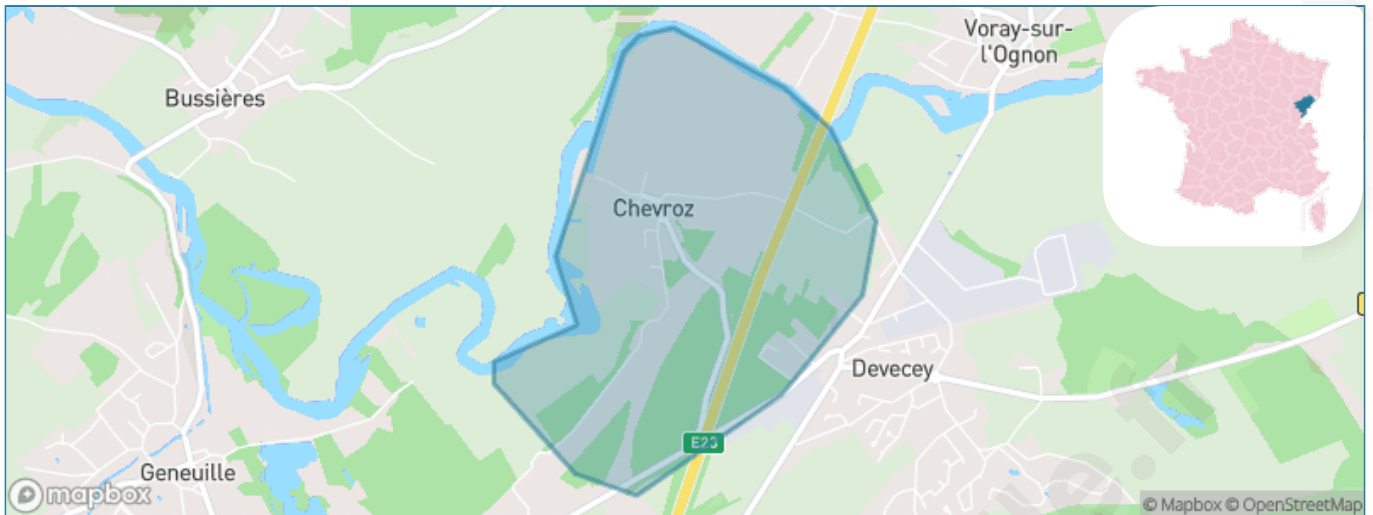 Voray-sur-
l'Ognon
Bussières
Chevroz
Devecey
E23
Geneuille
mapbox
© Mapbox © OpenStreetMap